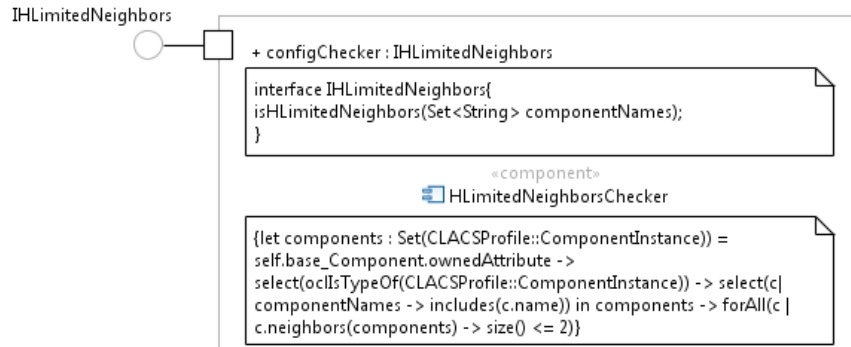 IHLimitedNeighbors
+ configChecker : IHLimitedNeighbors
interface IHLimitedNeighbors{
isHLimitedNeighbors(Set<String> componentNames);
}
«component»
HLimitedNeighborsChecker
{let components : Set(CLACSProfile::ComponentInstance)) =
self.base_Component.ownedAttribute ->
select(oclIsTypeOf(CLACSProfile::ComponentInstance)) -> select(c|
componentNames -> includes(c.name)) in components -> forAll(c |
c.neighbors(components) -> size() <= 2)}